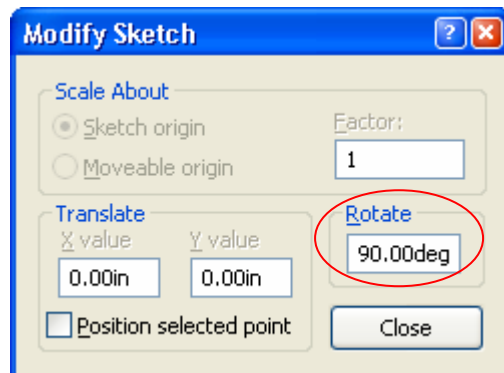 Modify Sketch
Scale About
Sketch origin
Factor:
Moveable origin
1
Translate
X value Y value
0.00in 0.00in
Position selected point
Rotate
90.00deg
Close